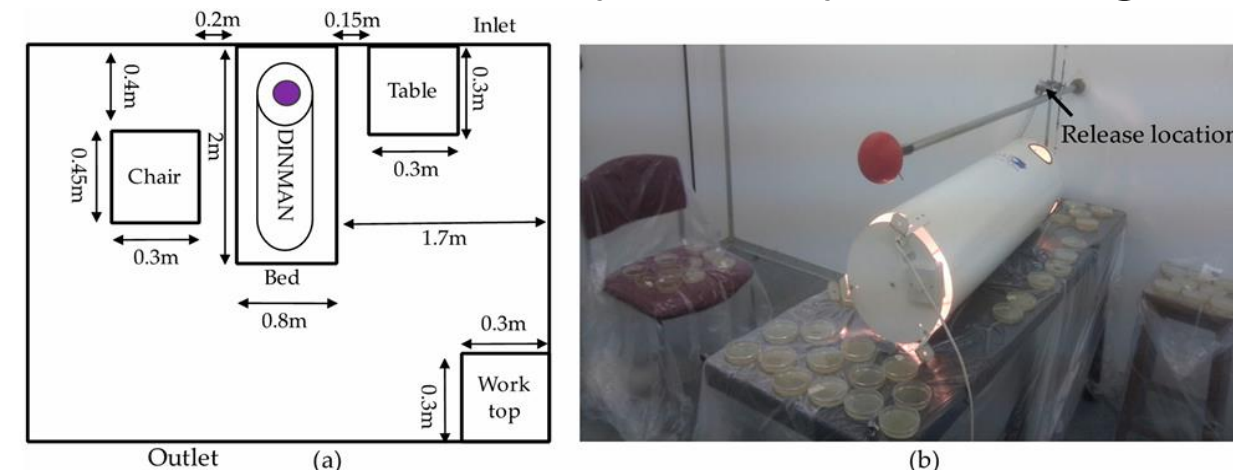 0.2m
0.15m
Inlet
0.4m
0.3m
Table
DINMAN
2m
0.45m
Chair
0.3m
1.7m
0.3m
Bed
0.8m
0.3m
0.3m
Work
top
Outlet
(a)
Release location
(b)